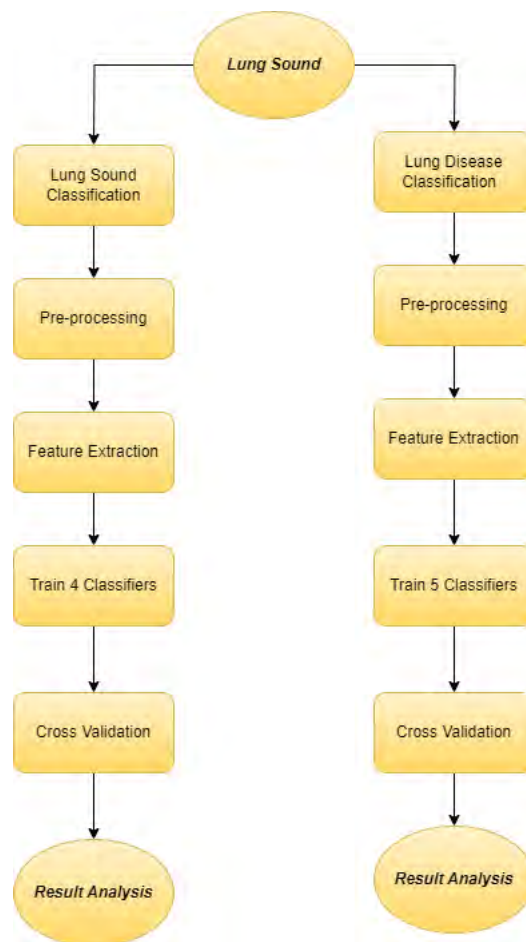 Lung Sound
Lung Sound
Classification
Pre-processing
Feature Extraction
Train 4 Classifiers
Cross Validation
Result Analysis
Lung Disease
Classification
Pre-processing
Feature Extraction
Train 5 Classifiers
Cross Validation
Result Analysis